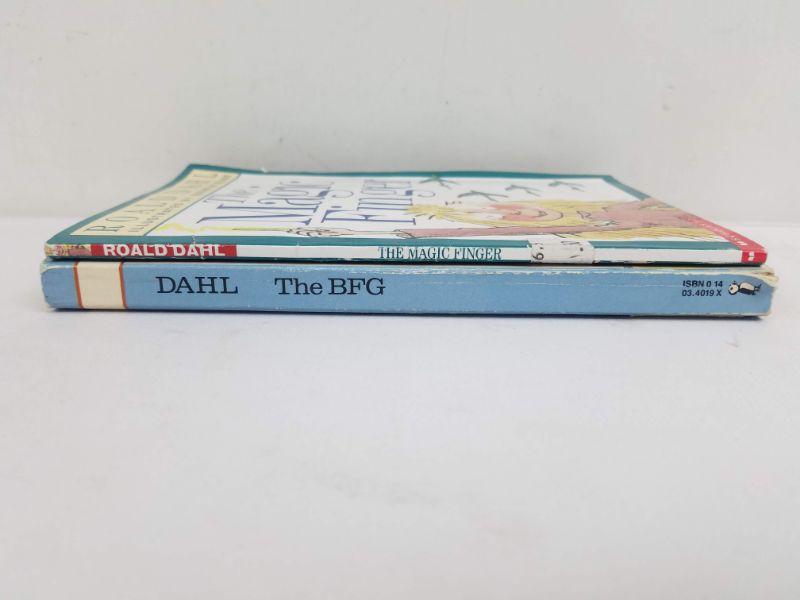 ROALD DAHL
The
Magic
Finger
ROALD DAHL THE MAGIC FINGER
DAHL The BFG
ISBN 0 14
03.4019 X